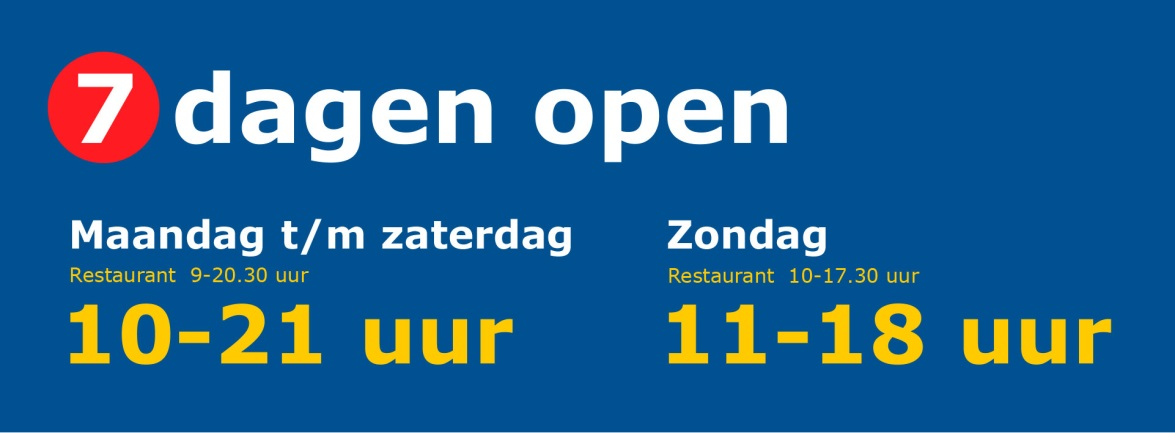 7 dagen open
Maandag t/m zaterdag
Restaurant 9-20.30 uur
10-21 uur
Zondag
Restaurant 10-17.30 uur
11-18 uur